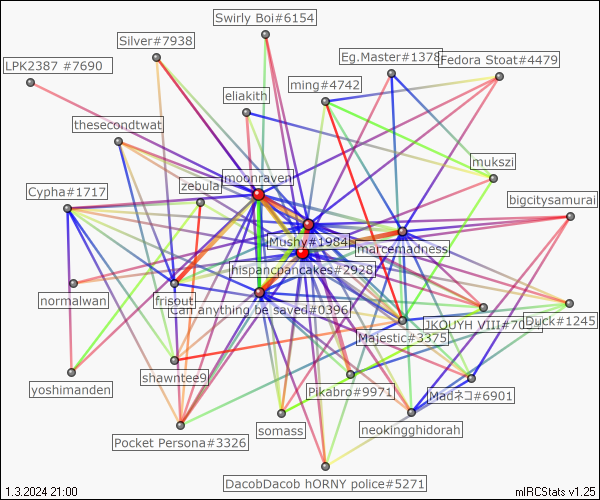 Swirly Boi#6154
Silver#7938
Eg.Master#1378
Fedora Stoat#4479
LPK2387 #7690
ming#4742
eliakith
thesecondtwat
mukszi
moonraven
zebulai
Cypha#1717
bigcitysamurai
Mushy#1984
marcemadness
hispancpancakes#2928
normalwan
frisout
Can anything be saved#0396
JKOUYH VIII#70
Duck#1245
Majestic#3375
yoshimanden
shawntee9
Pikabro#9971
Madネコ#6901
somass
neokingghidorah
Pocket Persona#3326
DacobDacob hORNY police#5271
1.3.2024 21:00
mIRCStats v1.25